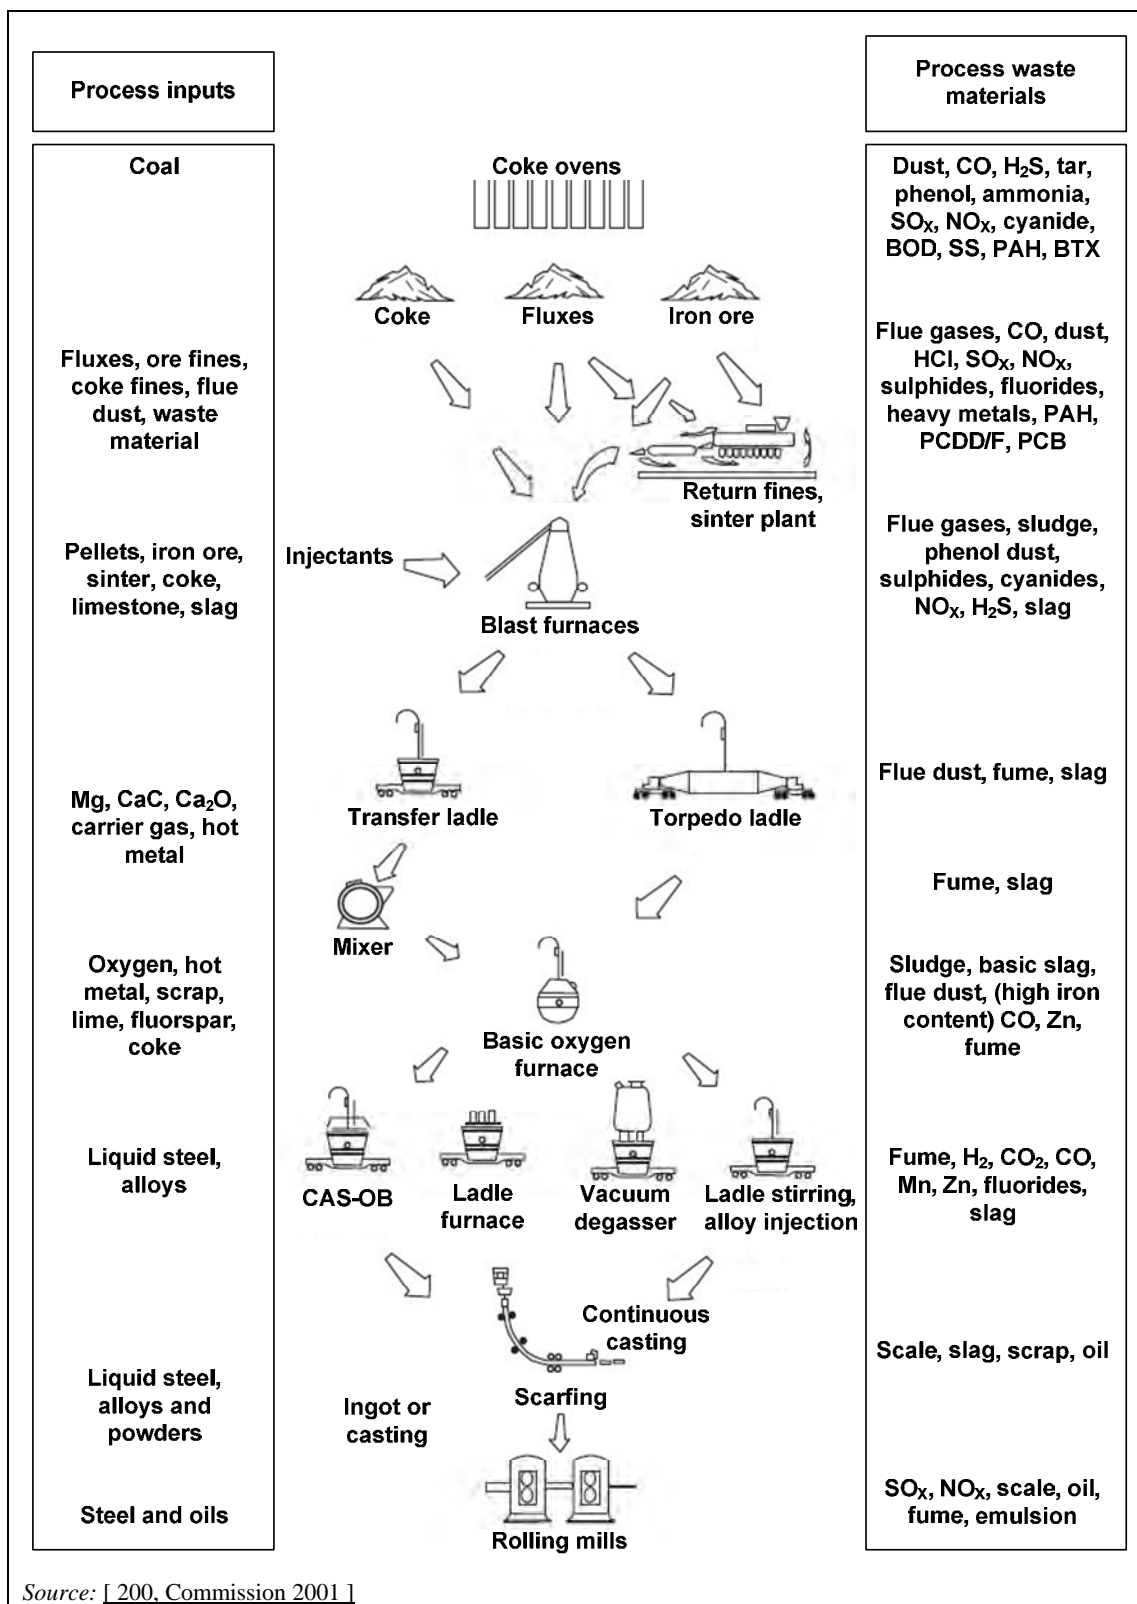 Process inputs
Process waste
materials
Coal
Coke ovens
Dust, CO, H₂S, tar,
phenol, ammonia,
SOₓ, NOₓ, cyanide,
BOD, SS, PAH, BTX
Coke
Fluxes
Iron ore
Fluxes, ore fines,
coke fines, flue
dust, waste
material
Flue gases, CO, dust,
HCl, SOₓ, NOₓ,
sulphides, fluorides,
heavy metals, PAH,
PCDD/F, PCB
Return fines,
sinter plant
Pellets, iron ore,
sinter, coke,
limestone, slag
Injectants
Blast furnaces
Flue gases, sludge,
phenol dust,
sulphides, cyanides,
NOₓ, H₂S, slag
Mg, CaC, Ca₂O,
carrier gas, hot
metal
Transfer ladle
Torpedo ladle
Flue dust, fume, slag
Mixer
Fume, slag
Oxygen, hot
metal, scrap,
lime, fluorspar,
coke
Basic oxygen
furnace
Sludge, basic slag,
flue dust, (high iron
content) CO, Zn,
fume
Liquid steel,
alloys
CAS-OB
Ladle
furnace
Vacuum
degasser
Ladle stirring,
alloy injection
Fume, H₂, CO₂, CO,
Mn, Zn, fluorides,
slag
Continuous
casting
Scale, slag, scrap, oil
Liquid steel,
alloys and
powders
Ingot or
casting
Scarfing
Steel and oils
Rolling mills
SOₓ, NOₓ, scale, oil,
fume, emulsion
Source: [ 200, Commission 2001 ]